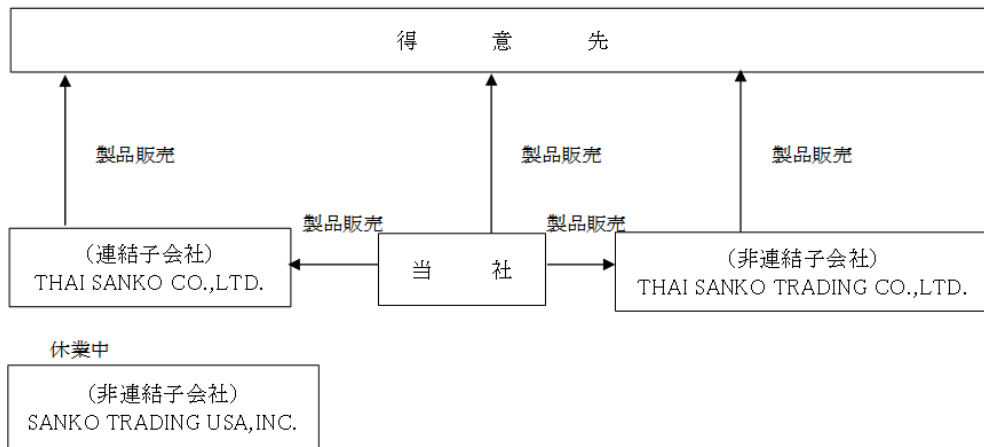 得 意 先
製品販売
製品販売
製品販売
製品販売
製品販売
(連結子会社)
THAI SANKO CO.,LTD.
当 社
(非連結子会社)
THAI SANKO TRADING CO.,LTD.
休業中
(非連結子会社)
SANKO TRADING USA,INC.